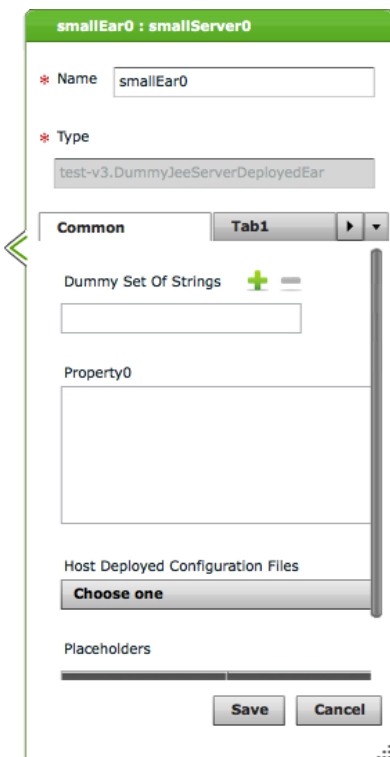 smallEar0 : smallServer0
* Name smallEar0
* Type
test-v3.DummyJeeServerDeployedEar
Common Tab1
Dummy Set Of Strings
Property0
Host Deployed Configuration Files
Choose one
Placeholders
Save Cancel